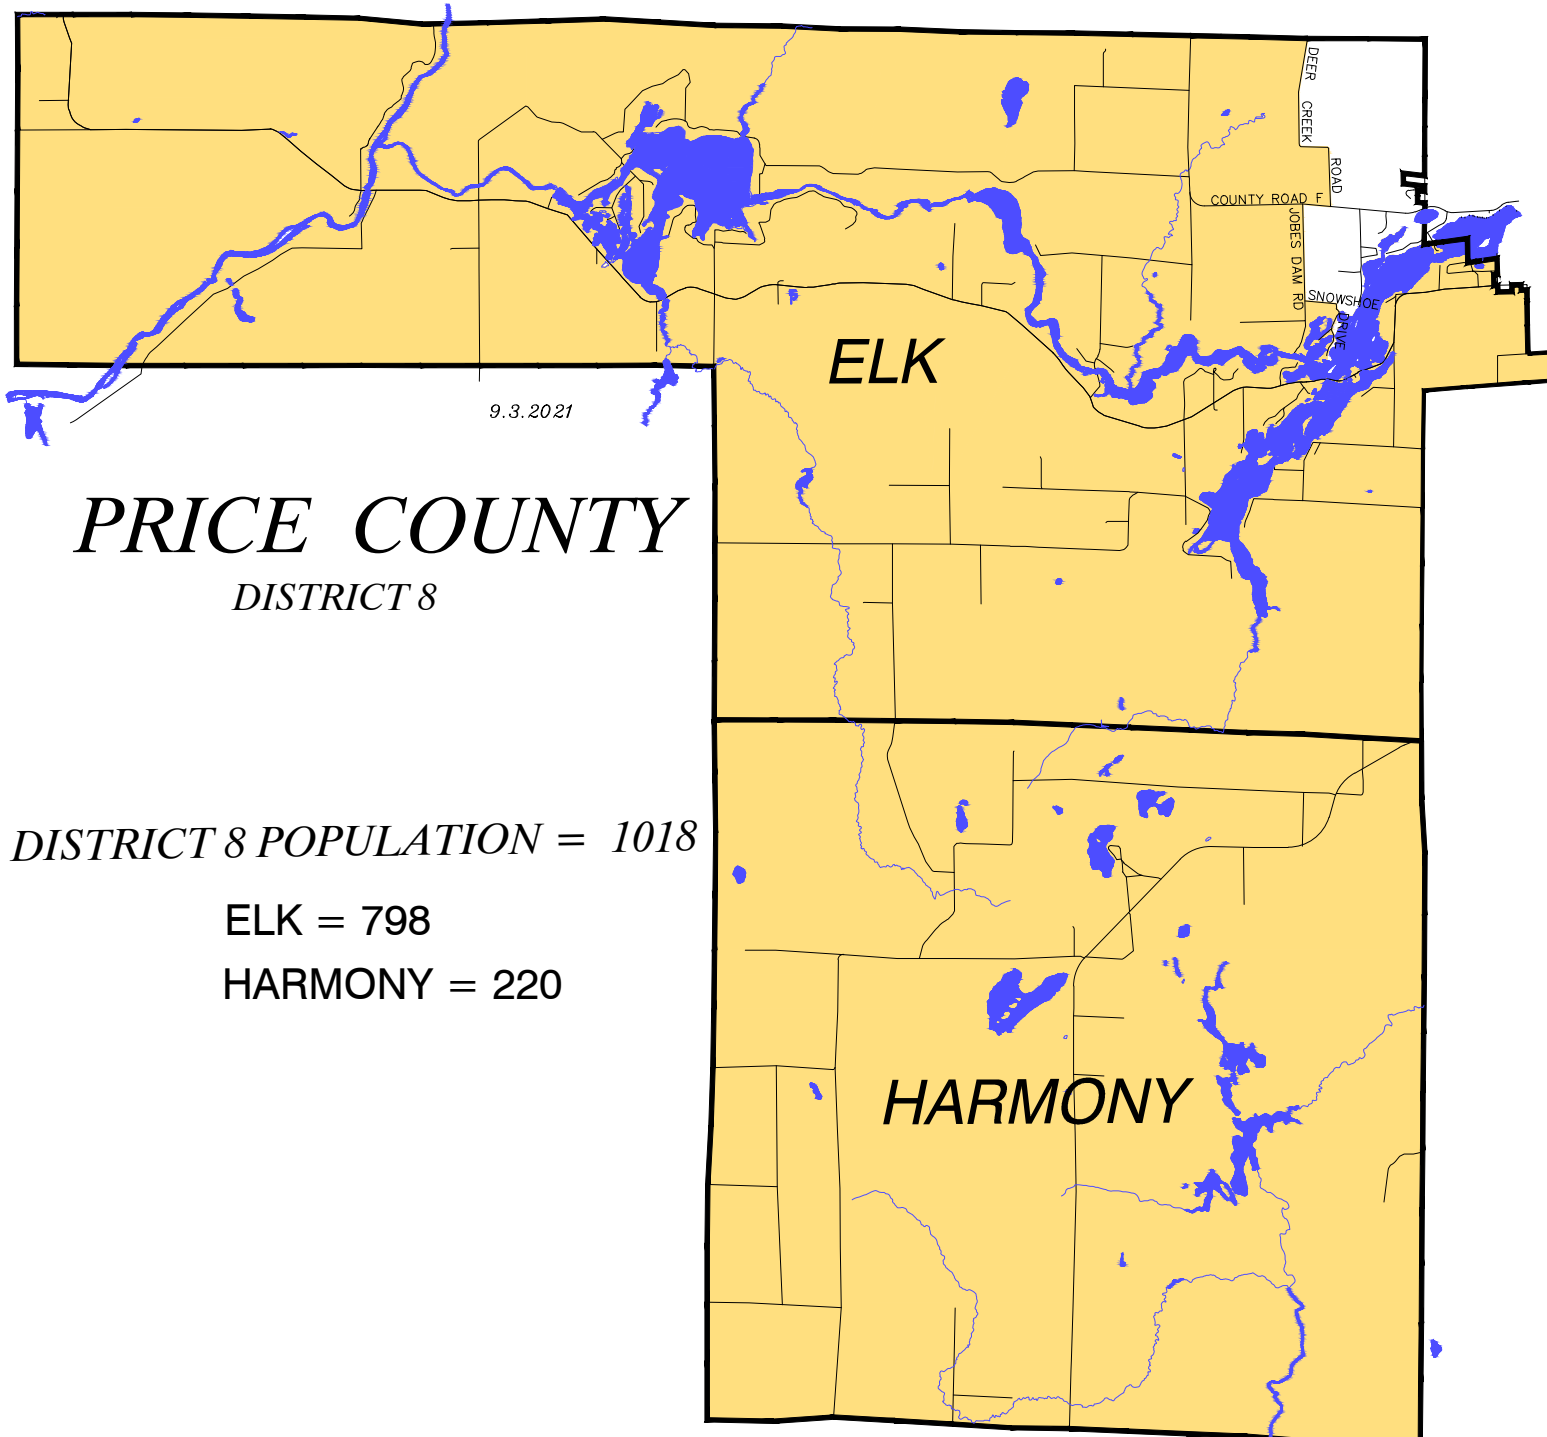 DEER
CREEK
ROAD
COUNTY ROAD F
JOBES DAM RD
SNOWSHOE
DRIVE
ELK
9.3.2021
PRICE COUNTY
DISTRICT 8
DISTRICT 8 POPULATION = 1018
ELK = 798
HARMONY = 220
HARMONY